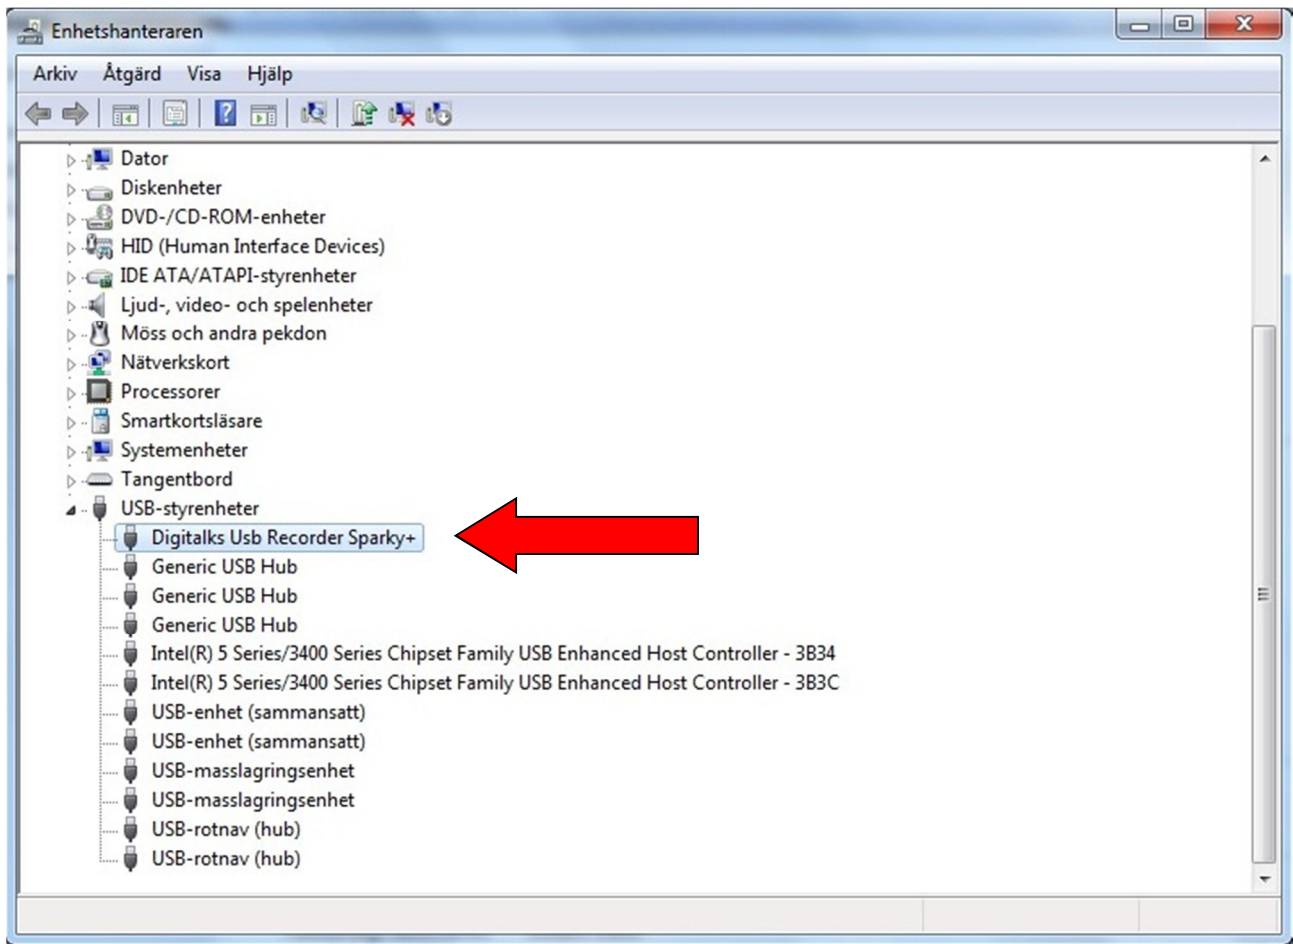 Enhetshanteraren
Arkiv Åtgärd Visa Hjälp
Dator
Diskenheter
DVD-/CD-ROM-enheter
HID (Human Interface Devices)
IDE ATA/ATAPI-styrenheter
Ljud-, video- och spelenheter
Möss och andra pekdon
Nätverkskort
Processorer
Smartkortsläsare
Systemenheter
Tangentbord
USB-styrenheter
Digitalks Usb Recorder Sparky+
Generic USB Hub
Generic USB Hub
Generic USB Hub
Intel(R) 5 Series/3400 Series Chipset Family USB Enhanced Host Controller - 3B34
Intel(R) 5 Series/3400 Series Chipset Family USB Enhanced Host Controller - 3B3C
USB-enhet (sammansatt)
USB-enhet (sammansatt)
USB-masslagringsenhet
USB-masslagringsenhet
USB-rotnav (hub)
USB-rotnav (hub)